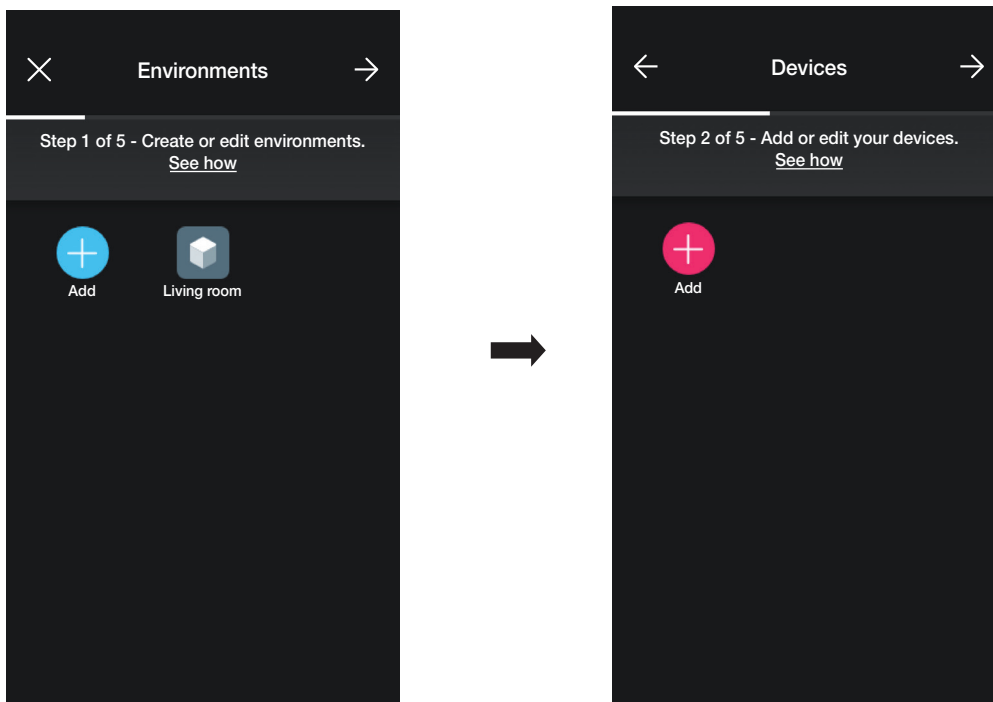 Environments
Step 1 of 5 - Create or edit environments.
See how
Add
Living room
Devices
Step 2 of 5 - Add or edit your devices.
See how
Add